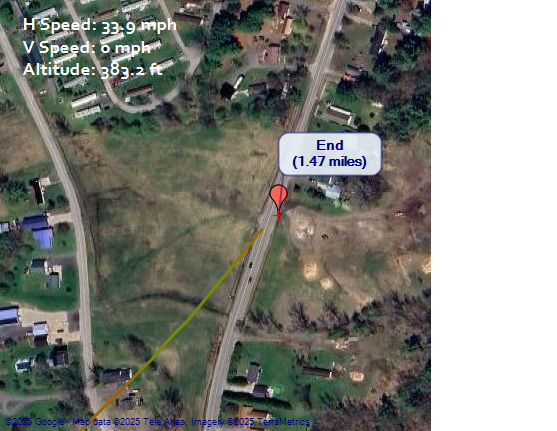 H Speed: 33.9 mph
V Speed: 0 mph
Altitude: 383.2 ft
End
(1.47 miles)
©2025 Google - Map data ©2025 Tele Atlas, Imagery ©2025 TerraMetrics